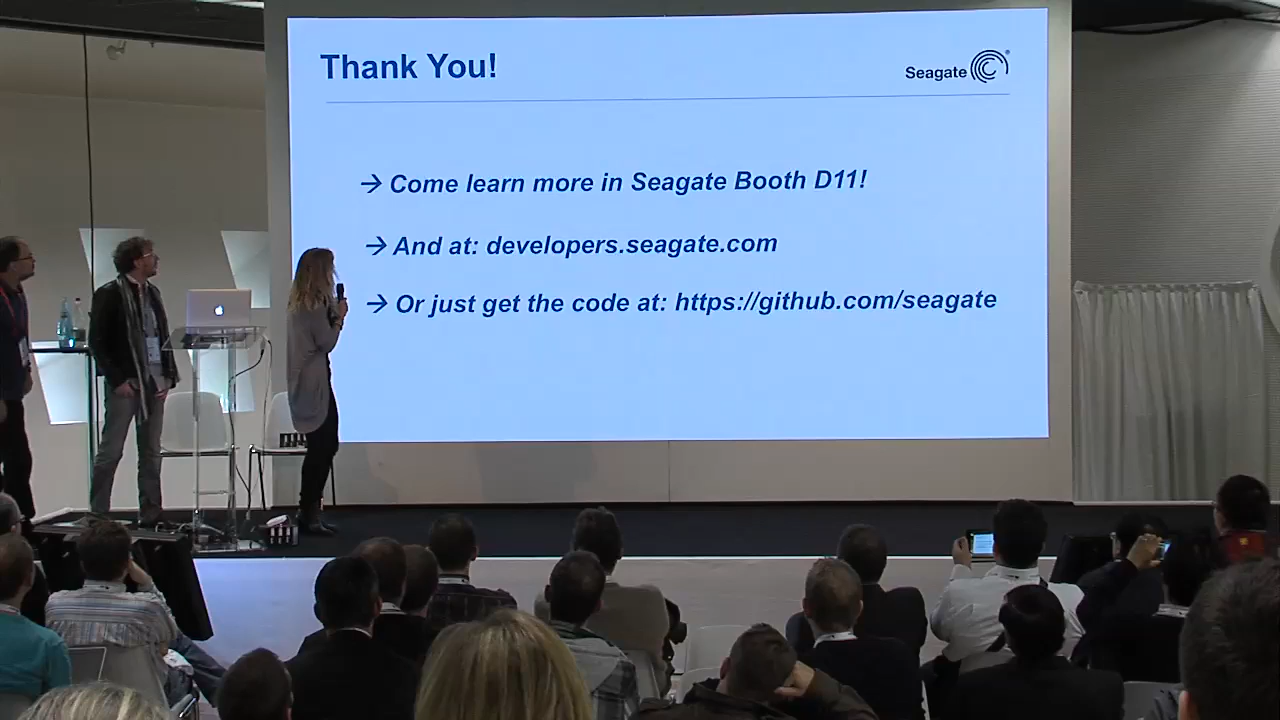 Thank You!
Seagate
→ Come learn more in Seagate Booth D11!
→ And at: developers.seagate.com
→ Or just get the code at: https://github.com/seagate